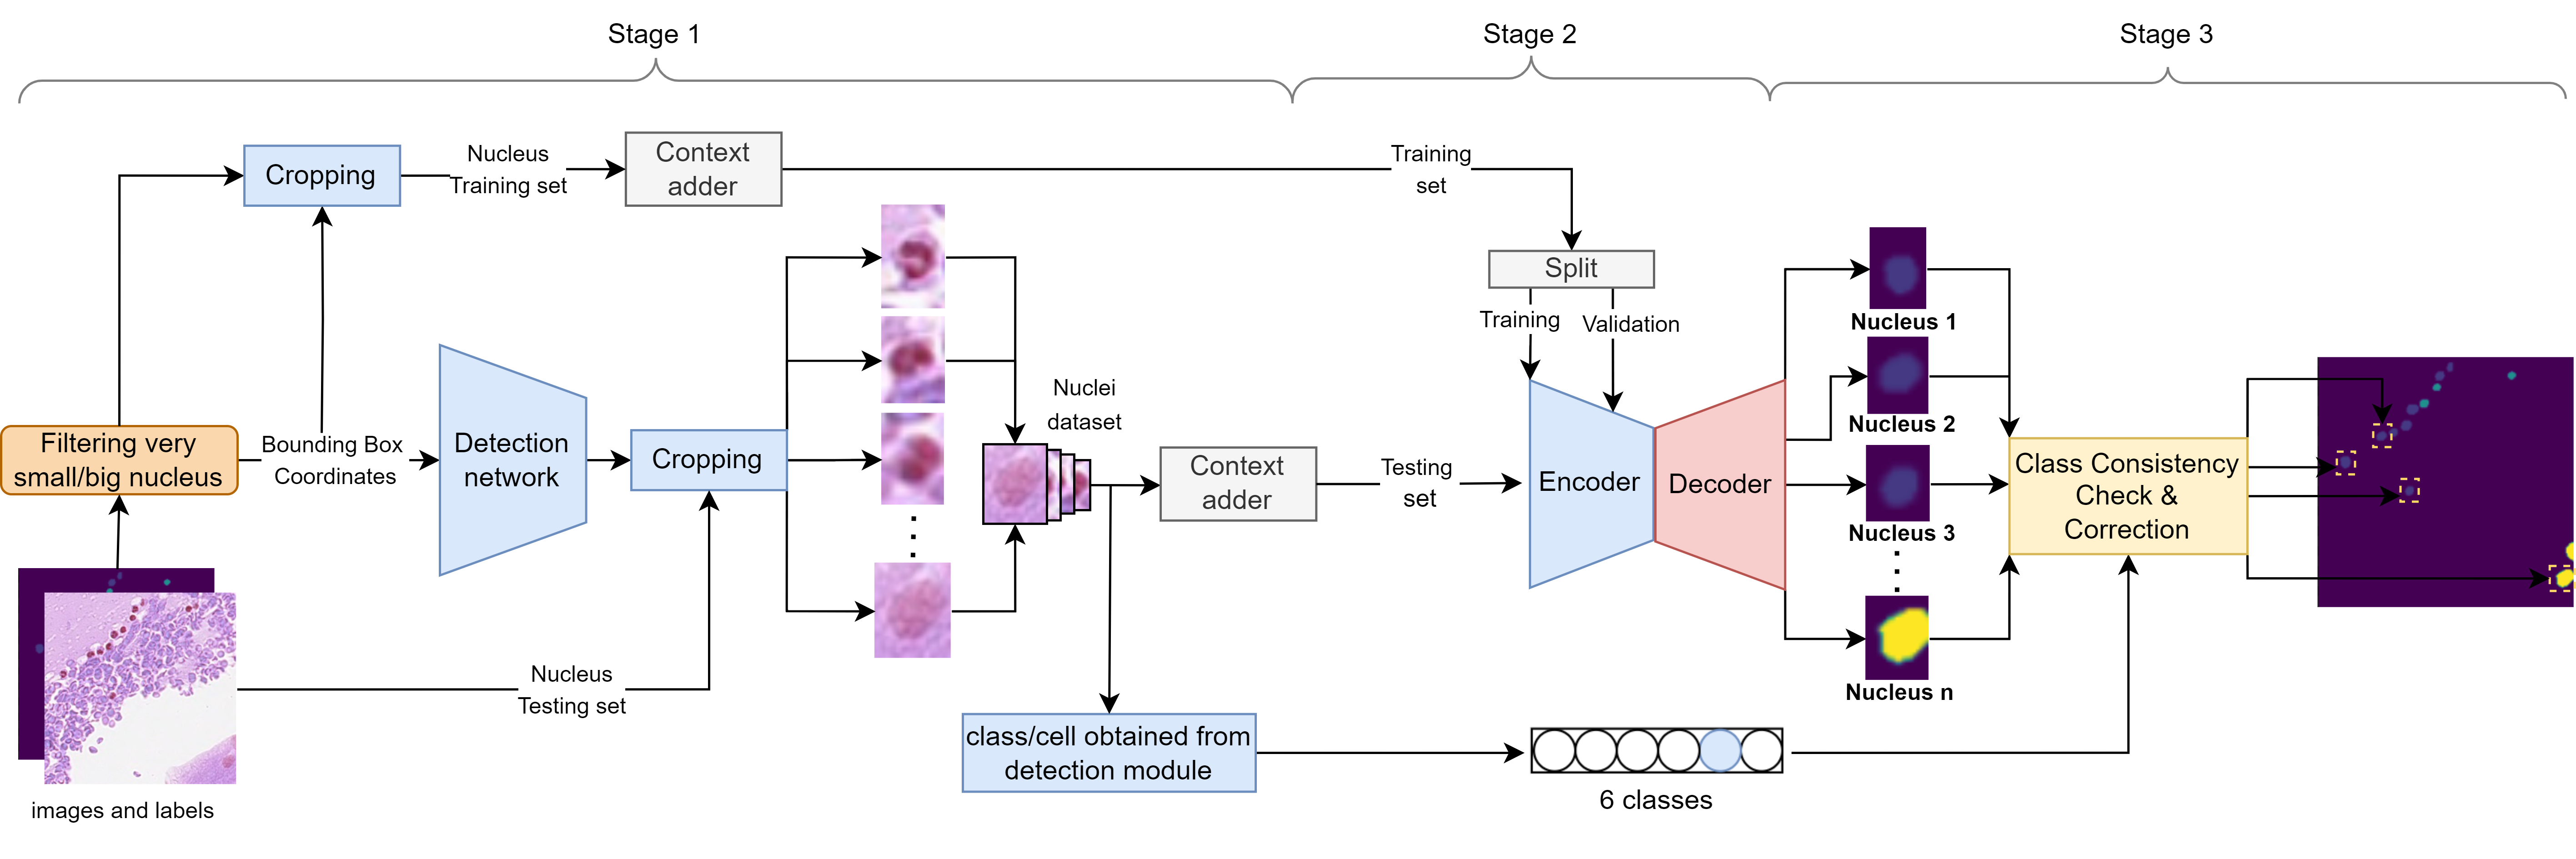 Stage 1
Stage 2
Stage 3
Cropping
Nucleus
Training set
Context
adder
Training
set
Split
Training
Validation
Filtering very
small/big nucleus
Bounding Box
Coordinates
Detection
network
Cropping
Nuclei
dataset
Context
adder
Testing
set
Encoder
Decoder
Nucleus 1
Nucleus 2
Nucleus 3
Nucleus n
Class Consistency
Check &
Correction
images and labels
Nucleus
Testing set
class/cell obtained from
detection module
6 classes